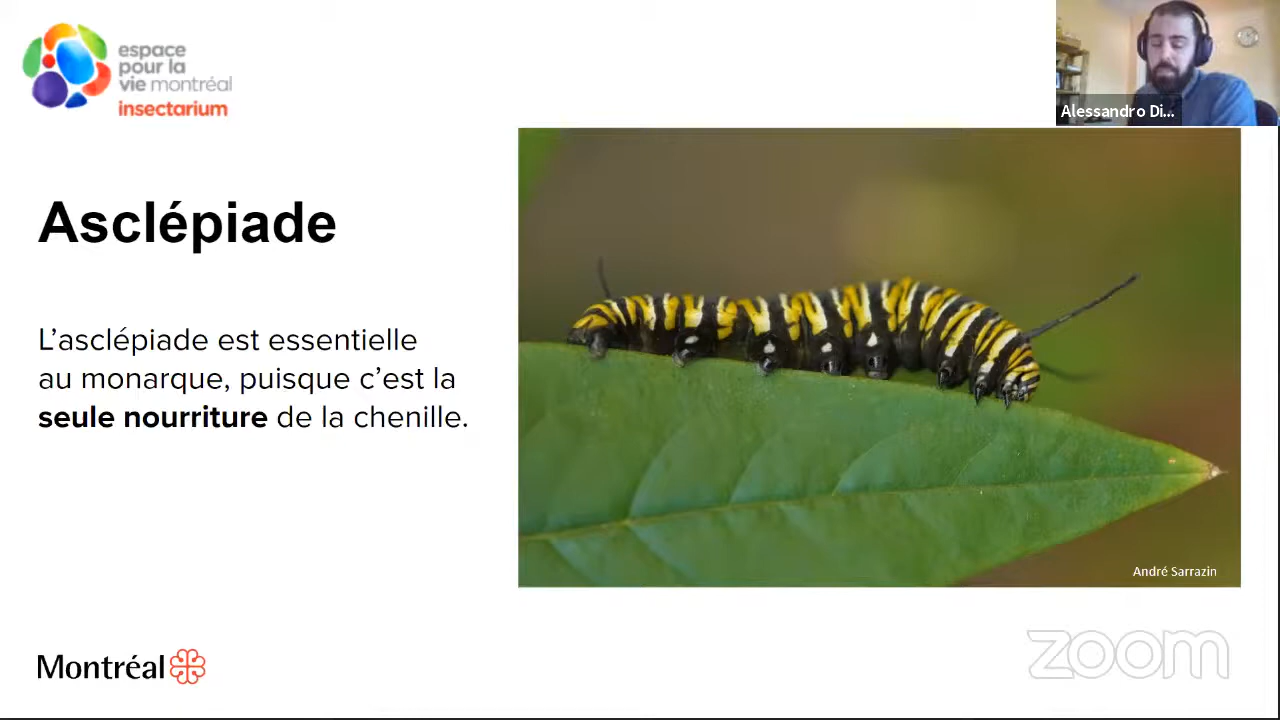 espace
pour la
vie montréal
insectarium
Alessandro Di...
Asclépiade
L'asclépiade est essentielle
au monarque, puisque c'est la
seule nourriture de la chenille.
André Sarrazin
Montréal
zoom